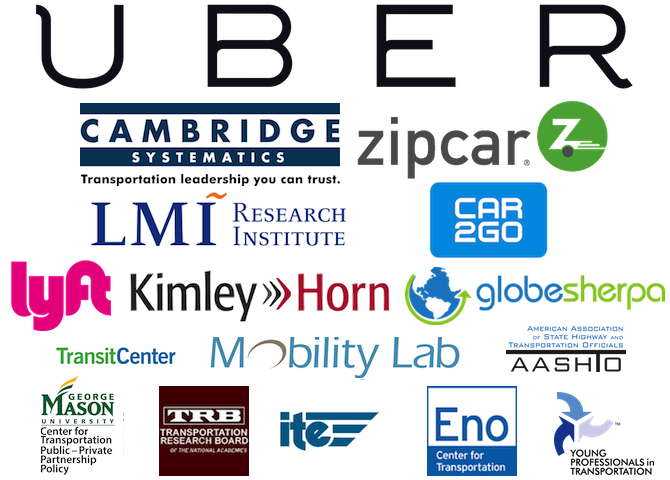 UBER
CAMBRIDGE
SYSTEMATICS
Transportation leadership you can trust.
zipcar®
Z
LMI RESEARCH
INSTITUTE
CAR
2GO
lyft
Kimley»Horn
globesherpa
TransitCenter
Mobility Lab
AMERICAN ASSOCIATION
OF STATE HIGHWAY AND
TRANSPORTATION OFFICIALS
AASHTO
GEORGE
MASON
UNIVERSITY
Center for
Transportation
Public–Private
Partnership
Policy
TRB
TRANSPORTATION
RESEARCH BOARD
OF THE NATIONAL ACADEMIES
ite
Eno
Center for
Transportation
YOUNG
PROFESSIONALS in
TRANSPORTATION
™